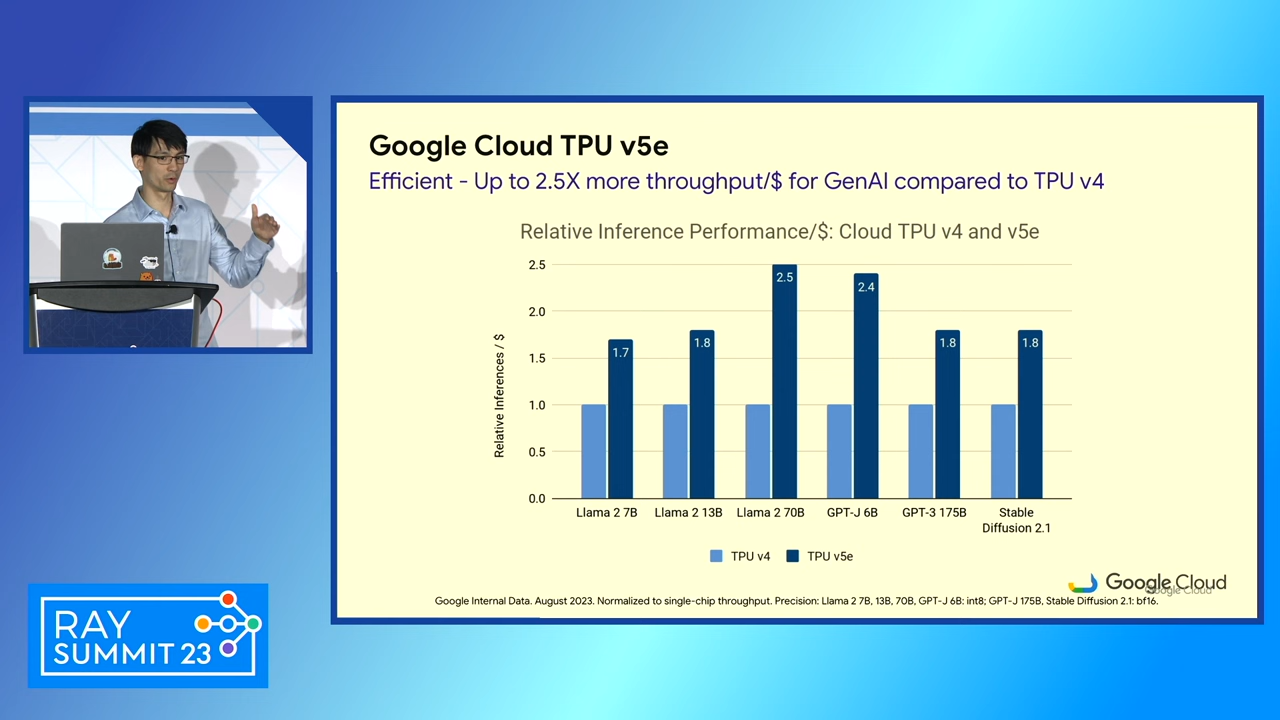 Google Cloud TPU v5e
Efficient - Up to 2.5X more throughput/$ for GenAI compared to TPU v4
Relative Inference Performance/$: Cloud TPU v4 and v5e
Relative Inferences / $
2.5
2.0
1.5
1.0
0.5
0.0
1.7
1.8
2.5
2.4
1.8
1.8
Llama 2 7B
Llama 2 13B
Llama 2 70B
GPT-J 6B
GPT-3 175B
Stable
Diffusion 2.1
TPU v4
TPU v5e
Google Cloud
Google Cloud
Google Internal Data. August 2023. Normalized to single-chip throughput. Precision: Llama 2 7B, 13B, 70B, GPT-J 6B: int8; GPT-J 175B, Stable Diffusion 2.1: bf16.
RAY
SUMMIT 23